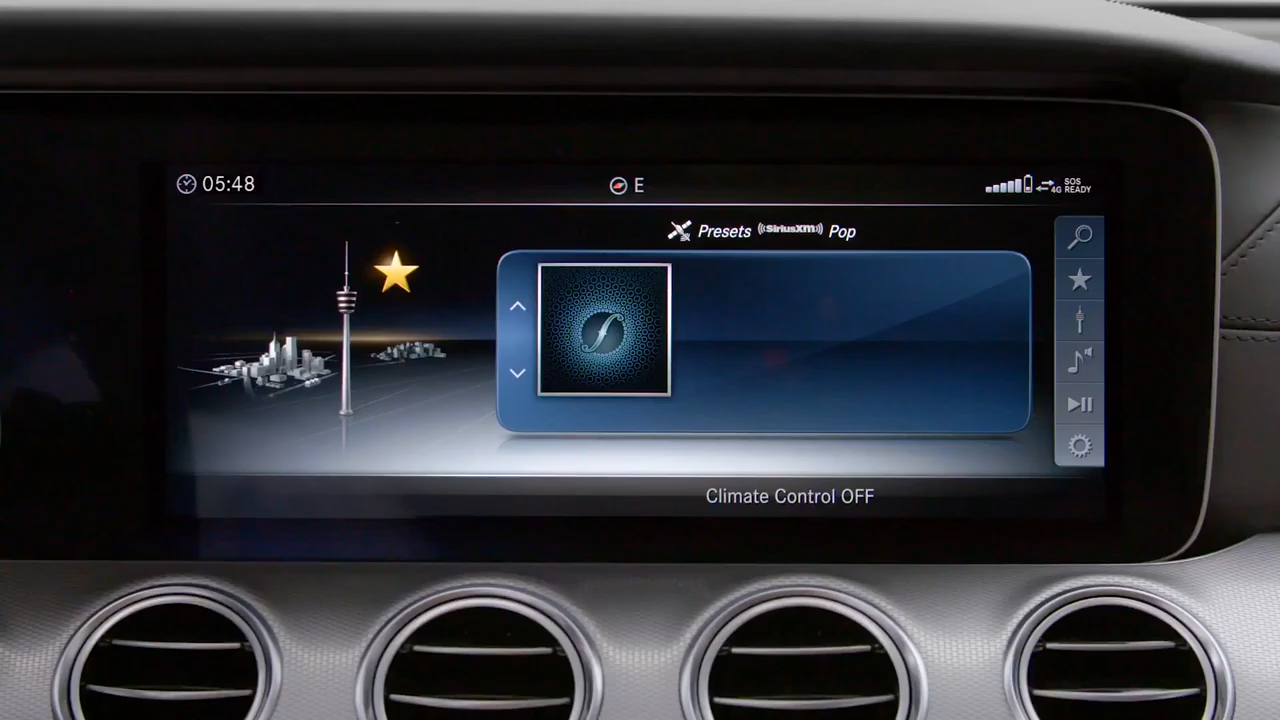 05:48
E
SOS
4G READY
Presets ((SiriusXM)) Pop
Climate Control OFF